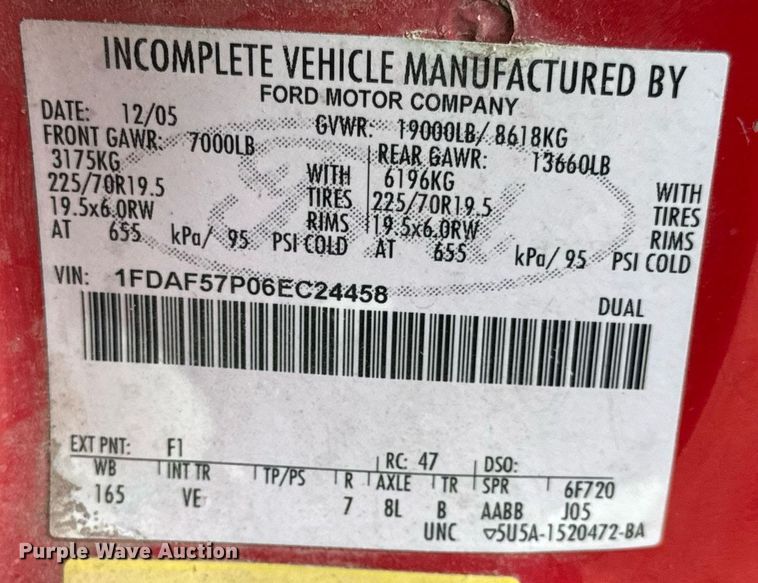 INCOMPLETE VEHICLE MANUFACTURED BY
FORD MOTOR COMPANY
DATE: 12/05 GVWR: 19000LB/ 8618KG
FRONT GAWR: 7000LB REAR GAWR: 13660LB
3175KG WITH 6196KG WITH
225/70R19.5 TIRES 225/70R19.5 TIRES
19.5x6.0RW RIMS 19.5x6.0RW RIMS
AT 655 kPa/ 95 PSI COLD AT 655 kPa/ 95 PSI COLD
VIN: 1FDAF57P06EC24458 DUAL
EXT PNT: F1 RC: 47 DSO:
WB INT TR TP/PS R AXLE TR SPR 6F720
165 VE 7 8L B AABB J05
UNC ▽5U5A-1520472-BA
Purple Wave Auction